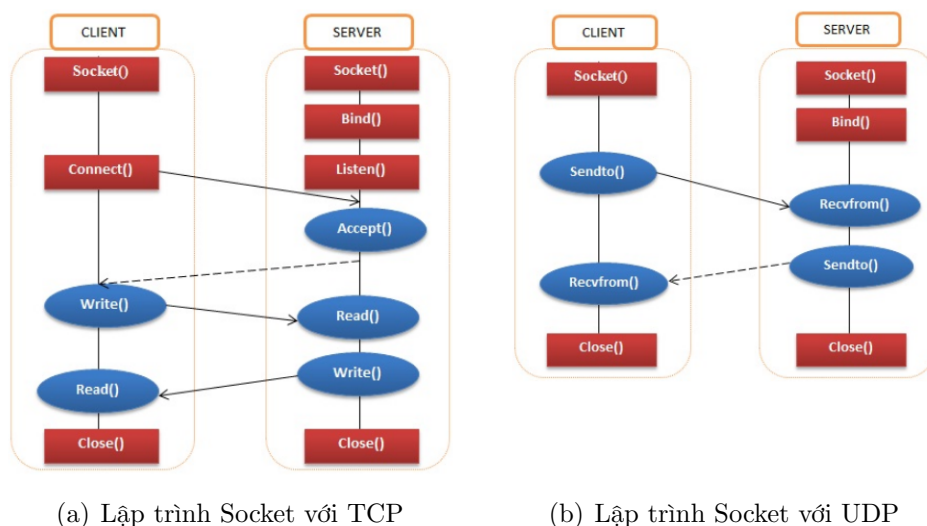 CLIENT
SERVER
Socket()
Socket()
Bind()
Connect()
Listen()
Accept()
Write()
Read()
Write()
Read()
Close()
Close()
(a) Lập trình Socket với TCP
CLIENT
SERVER
Socket()
Socket()
Bind()
Sendto()
Recvfrom()
Sendto()
Recvfrom()
Close()
Close()
(b) Lập trình Socket với UDP